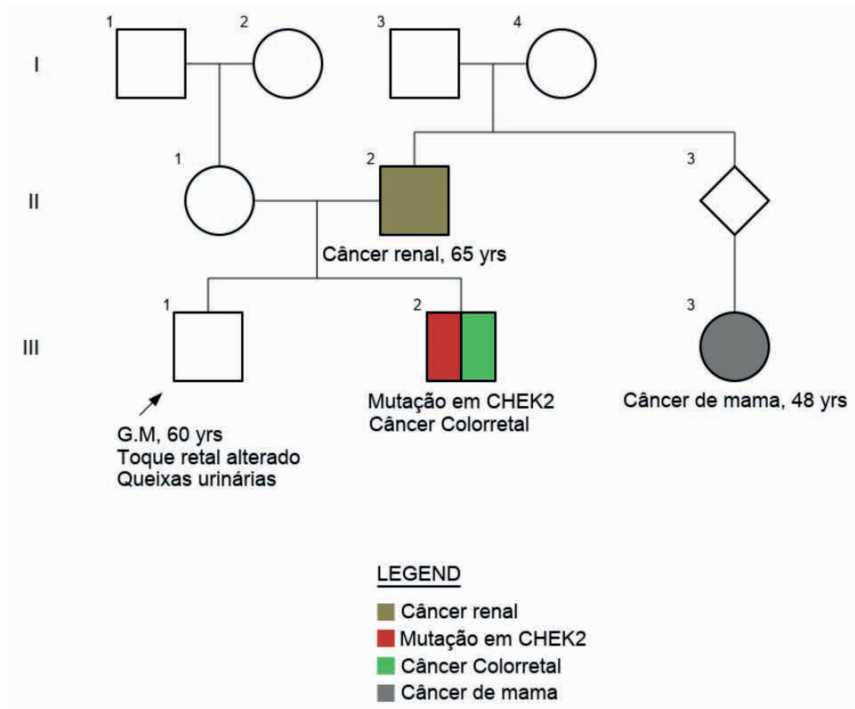 1 2 3 4
I
1 2 3
II
Câncer renal, 65 yrs
1 2 3
III
Mutação em CHEK2
Câncer Colorretal
Câncer de mama, 48 yrs
G.M, 60 yrs
Toque retal alterado
Queixas urinárias
LEGEND
Câncer renal
Mutação em CHEK2
Câncer Colorretal
Câncer de mama